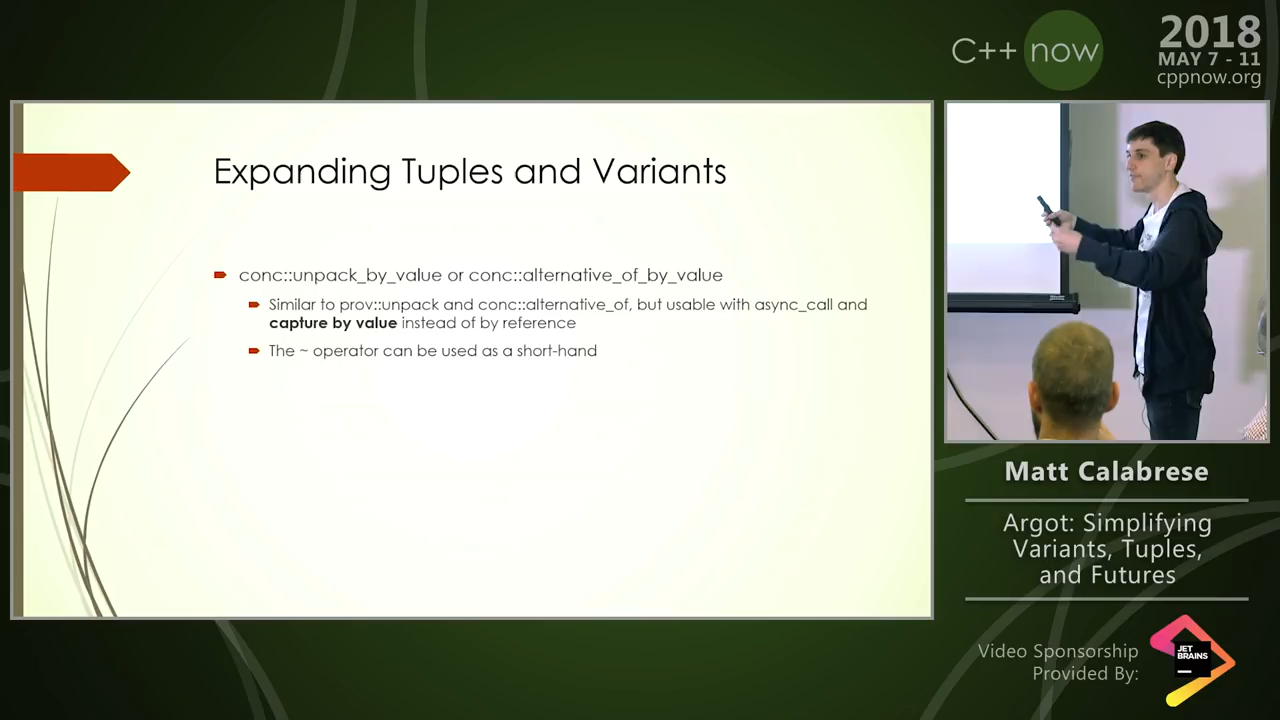 C++ now
2018
MAY 7 - 11
cppnow.org
Expanding Tuples and Variants
conc::unpack_by_value or conc::alternative_of_by_value
Similar to prov::unpack and conc::alternative_of, but usable with async_call and
capture by value instead of by reference
The ~ operator can be used as a short-hand
Matt Calabrese
Argot: Simplifying
Variants, Tuples,
and Futures
Video Sponsorship
Provided By:
JET
BRAINS